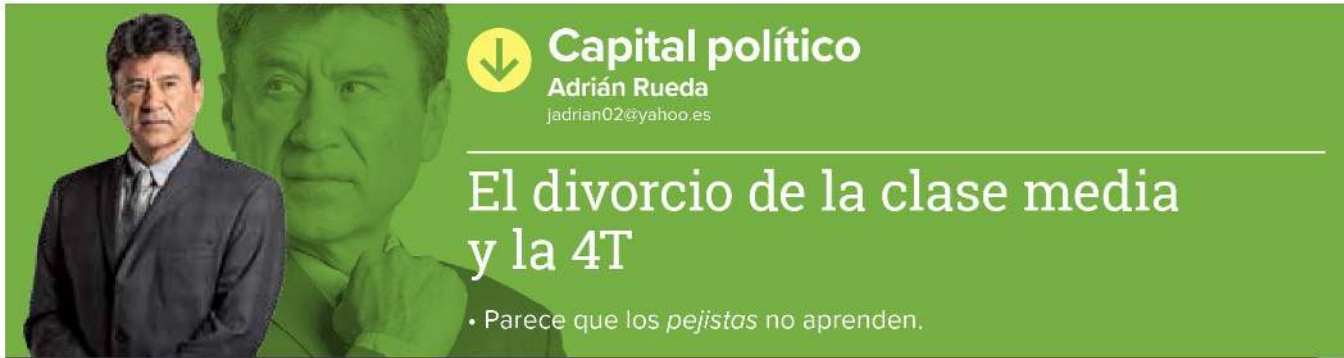 Capital político
Adrián Rueda
jadrian02@yahoo.es
El divorcio de la clase media
y la 4T
• Parece que los pejistas no aprenden.